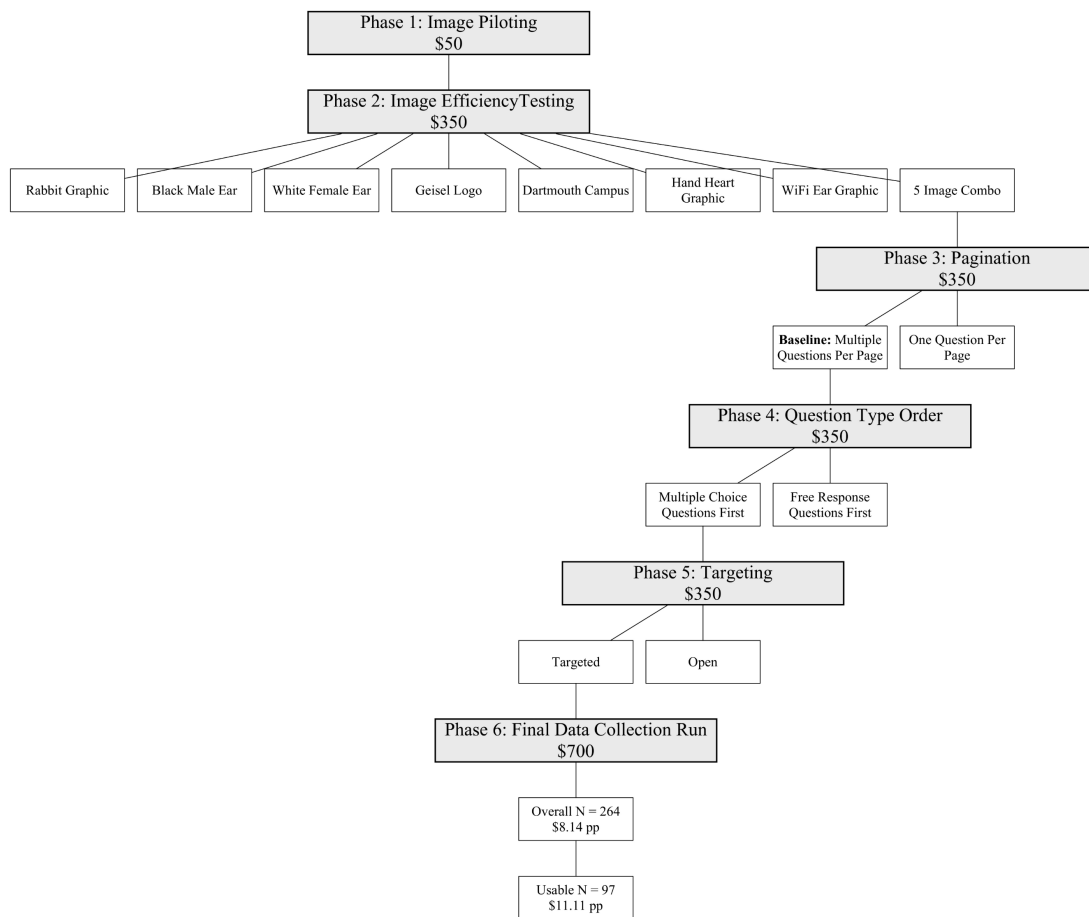 Phase 1: Image Piloting
$50
Phase 2: Image EfficiencyTesting
$350
Rabbit Graphic
Black Male Ear
White Female Ear
Geisel Logo
Dartmouth Campus
Hand Heart
Graphic
WiFi Ear Graphic
5 Image Combo
Phase 3: Pagination
$350
Baseline: Multiple
Questions Per Page
One Question Per
Page
Phase 4: Question Type Order
$350
Multiple Choice
Questions First
Free Response
Questions First
Phase 5: Targeting
$350
Targeted
Open
Phase 6: Final Data Collection Run
$700
Overall N = 264
$8.14 pp
Usable N = 97
$11.11 pp